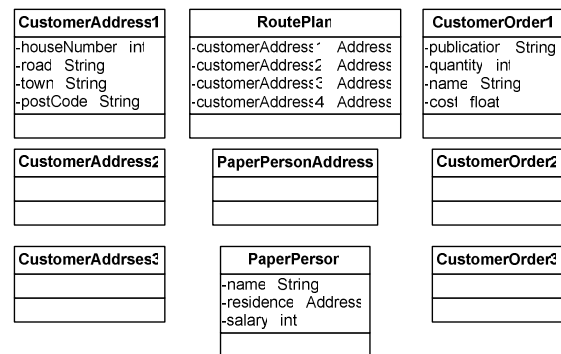 CustomerAddress1
-houseNumber int
-road String
-town String
-postCode String
RoutePlan
-customerAddress1 Address
-customerAddress2 Address
-customerAddress3 Address
-customerAddress4 Address
CustomerOrder1
-publication String
-quantity int
-name String
-cost float
CustomerAddress2
PaperPersonAddress
CustomerOrder2
CustomerAddrses3
PaperPerson
-name String
-residence Address
-salary int
CustomerOrder3